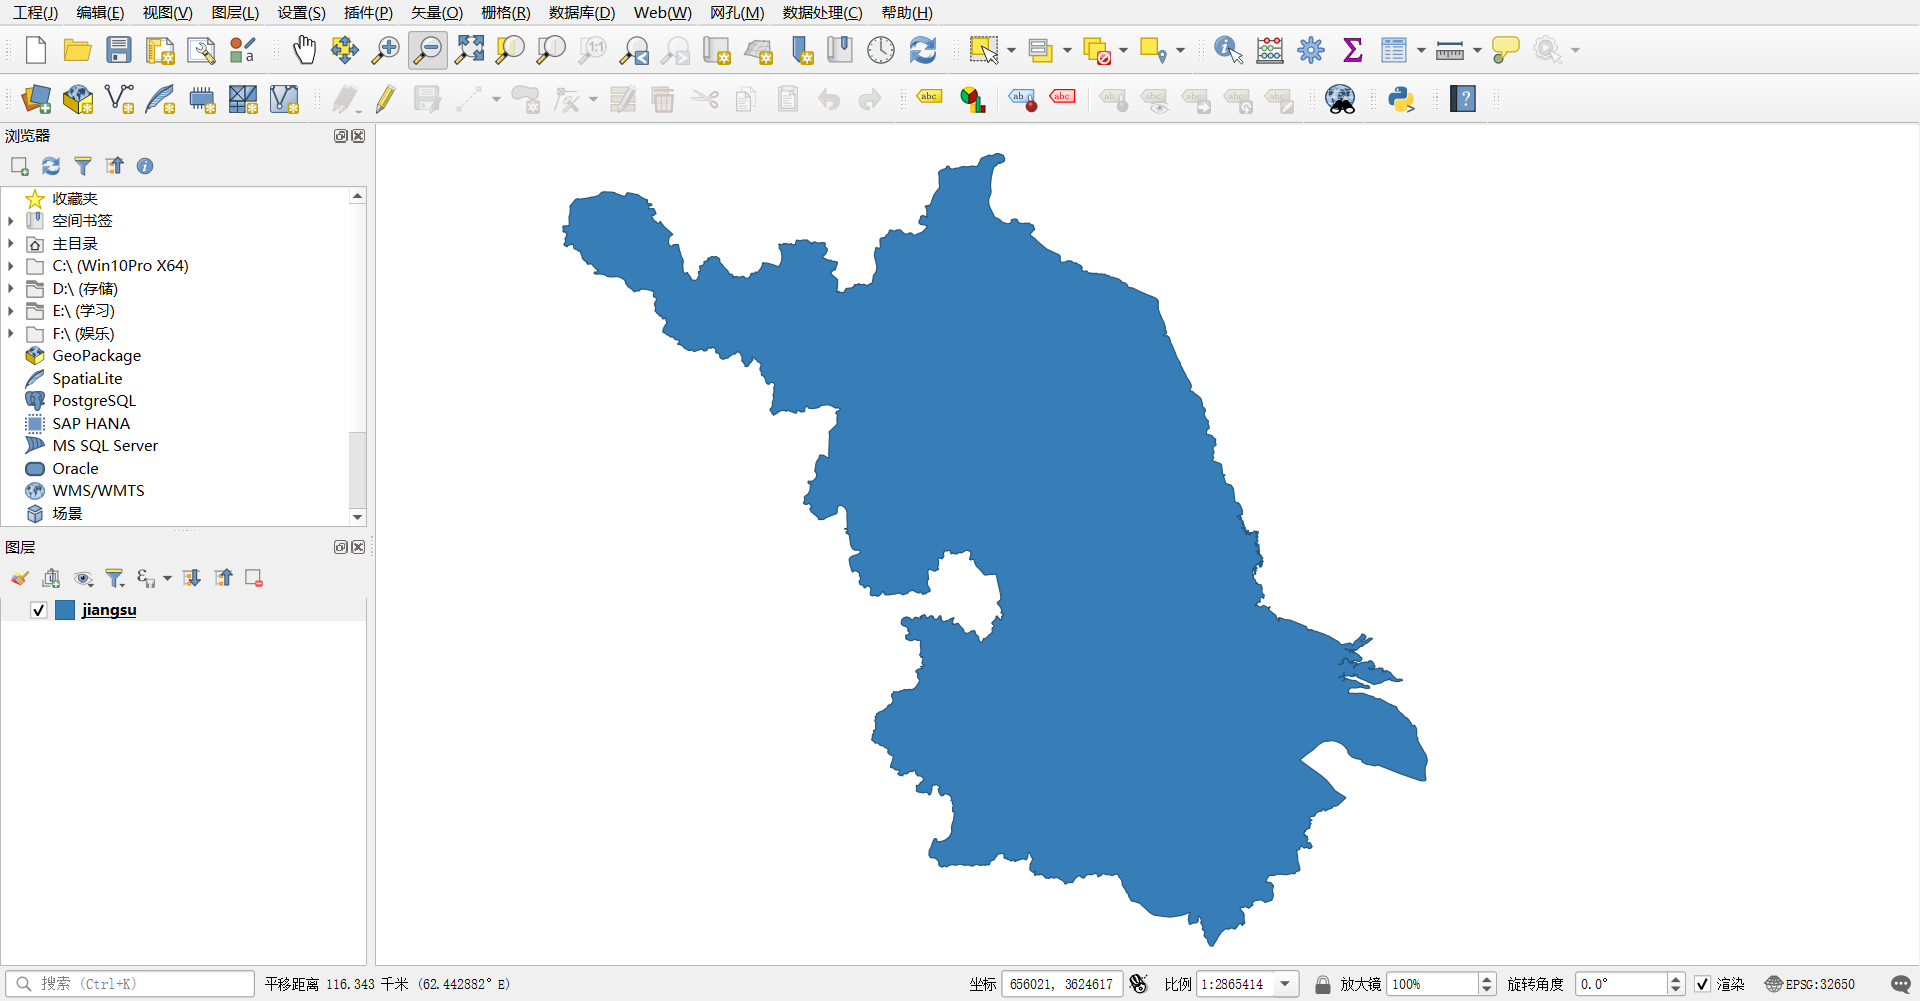 工程(J) 编辑(E) 视图(V) 图层(L) 设置(S) 插件(P) 矢量(O) 栅格(R) 数据库(D) Web(W) 网孔(M) 数据处理(C) 帮助(H)
1:1
a
abc ab abc
浏览器
收藏夹
空间书签
主目录
C:\ (Win10Pro X64)
D:\ (存储)
E:\ (学习)
F:\ (娱乐)
GeoPackage
SpatiaLite
PostgreSQL
SAP HANA
MS SQL Server
Oracle
WMS/WMTS
场景
图层
jiangsu
搜索 (Ctrl+K) 平移距离 116.343 千米 (62.442882° E) 坐标 656021, 3624617 比例 1:2865414 放大镜 100% 旋转角度 0.0° 渲染 EPSG:32650